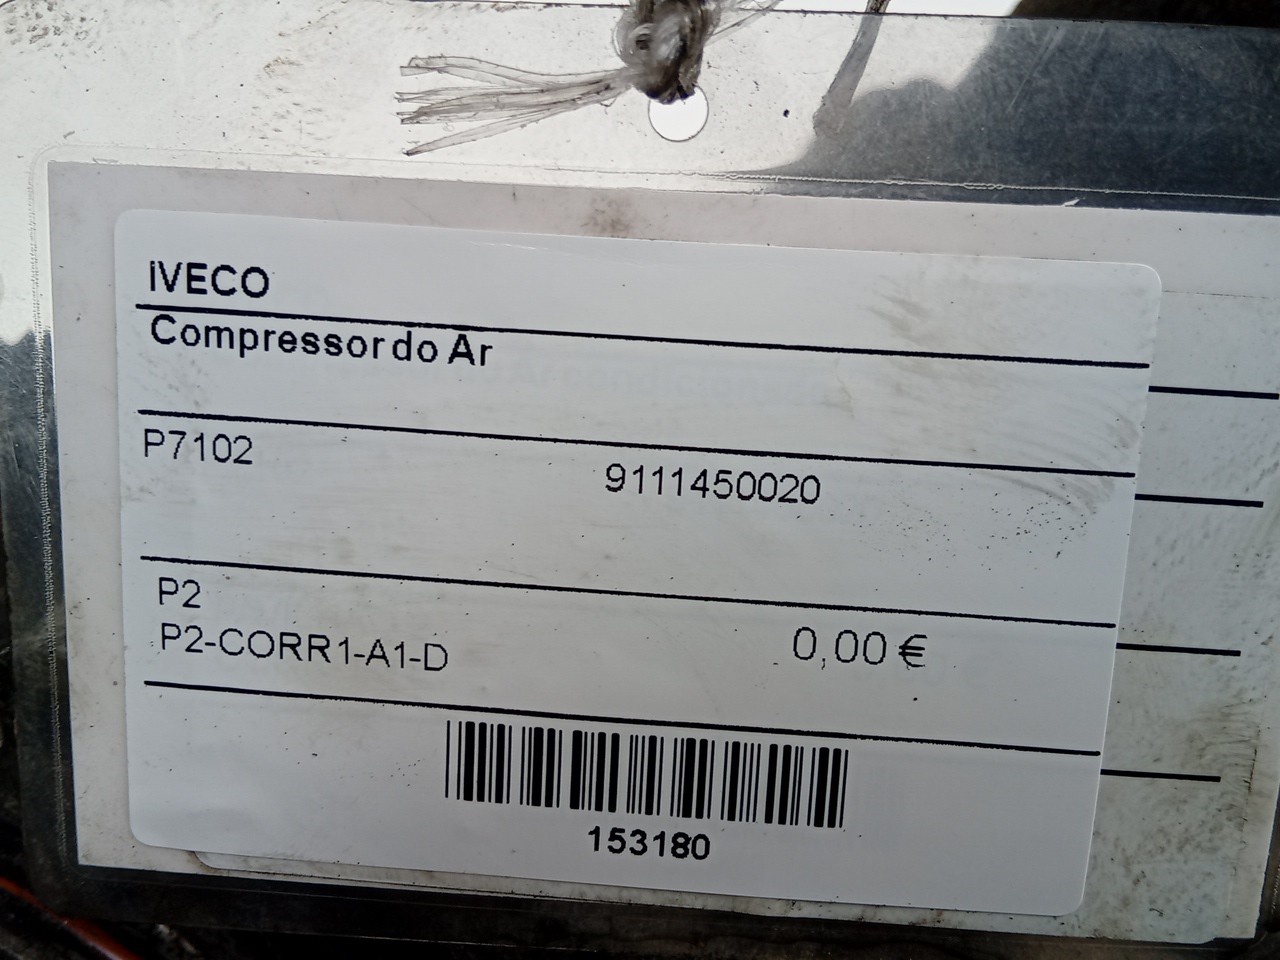 IVECO
Compressor do Ar
P7102 9111450020
P2
P2-CORR1-A1-D 0,00 €
153180